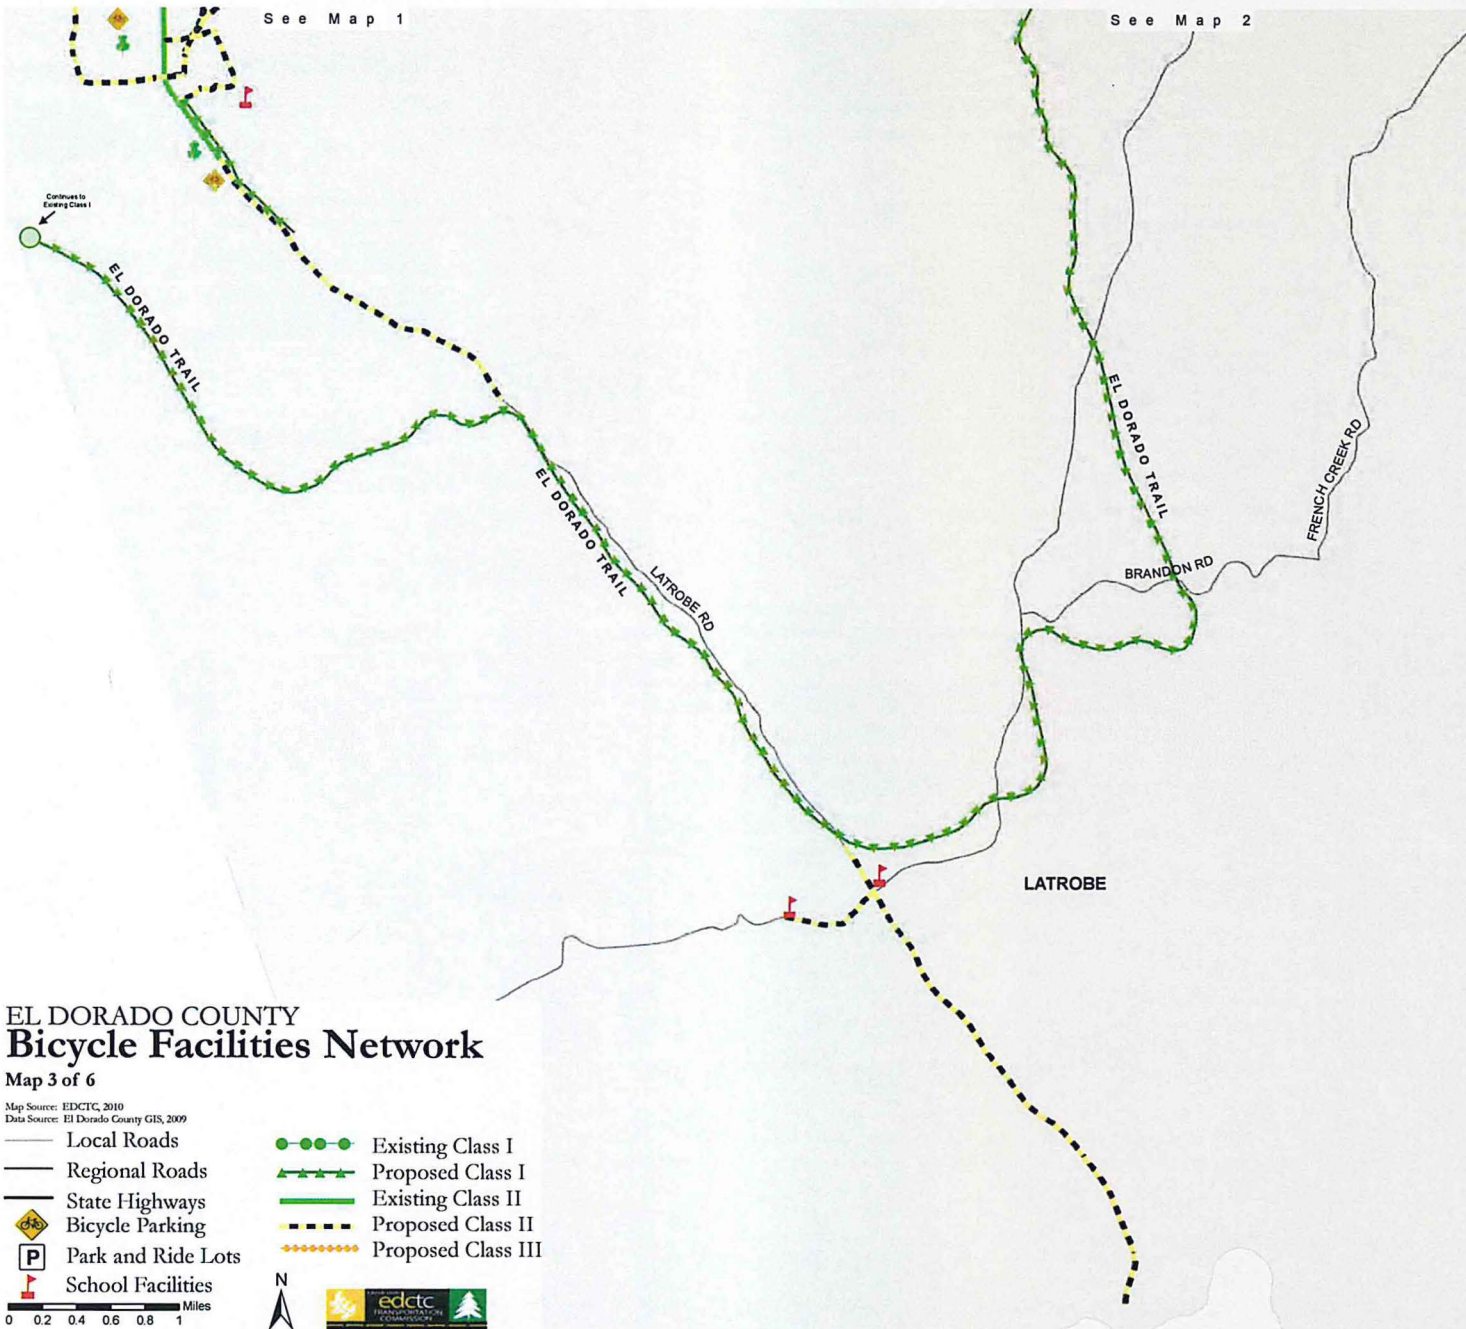 See Map 1
See Map 2
Continues to
Existing Class I
EL DORADO TRAIL
EL DORADO TRAIL
FRENCH CREEK RD
EL DORADO TRAIL
BRANDON RD
LATROBE RD
LATROBE
EL DORADO COUNTY
Bicycle Facilities Network
Map 3 of 6
Map Source: EDCTC, 2010
Data Source: El Dorado County GIS, 2009
Local Roads
Regional Roads
State Highways
Bicycle Parking
P Park and Ride Lots
School Facilities
Miles
0 0.2 0.4 0.6 0.8 1
Existing Class I
Proposed Class I
Existing Class II
Proposed Class II
Proposed Class III
N
edctc
TRANSPORTATION
COMMISSION